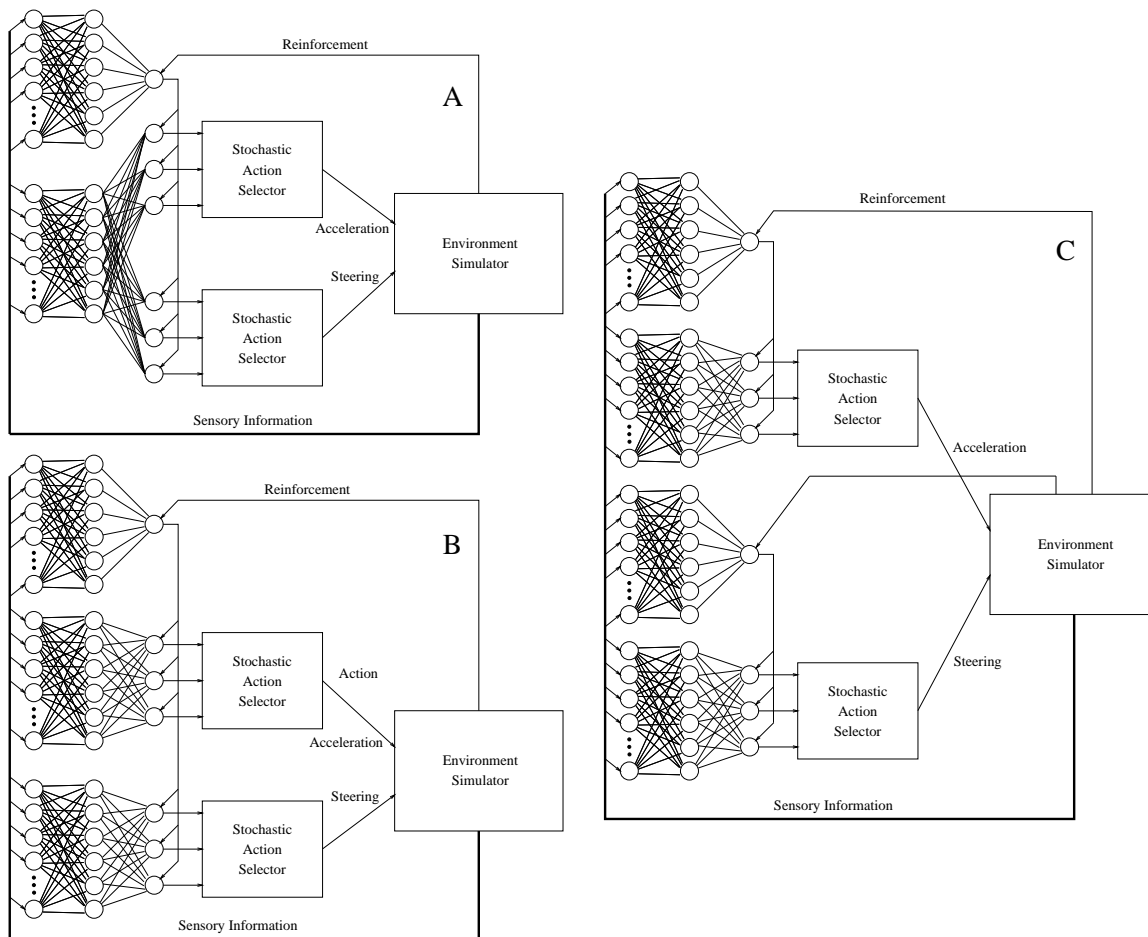 Reinforcement
A
Stochastic
Action
Selector
Acceleration
Environment
Simulator
Steering
Stochastic
Action
Selector
Sensory Information
Reinforcement
B
Stochastic
Action
Selector
Action
Acceleration
Environment
Simulator
Steering
Stochastic
Action
Selector
Sensory Information
Reinforcement
C
Stochastic
Action
Selector
Acceleration
Environment
Simulator
Steering
Stochastic
Action
Selector
Sensory Information